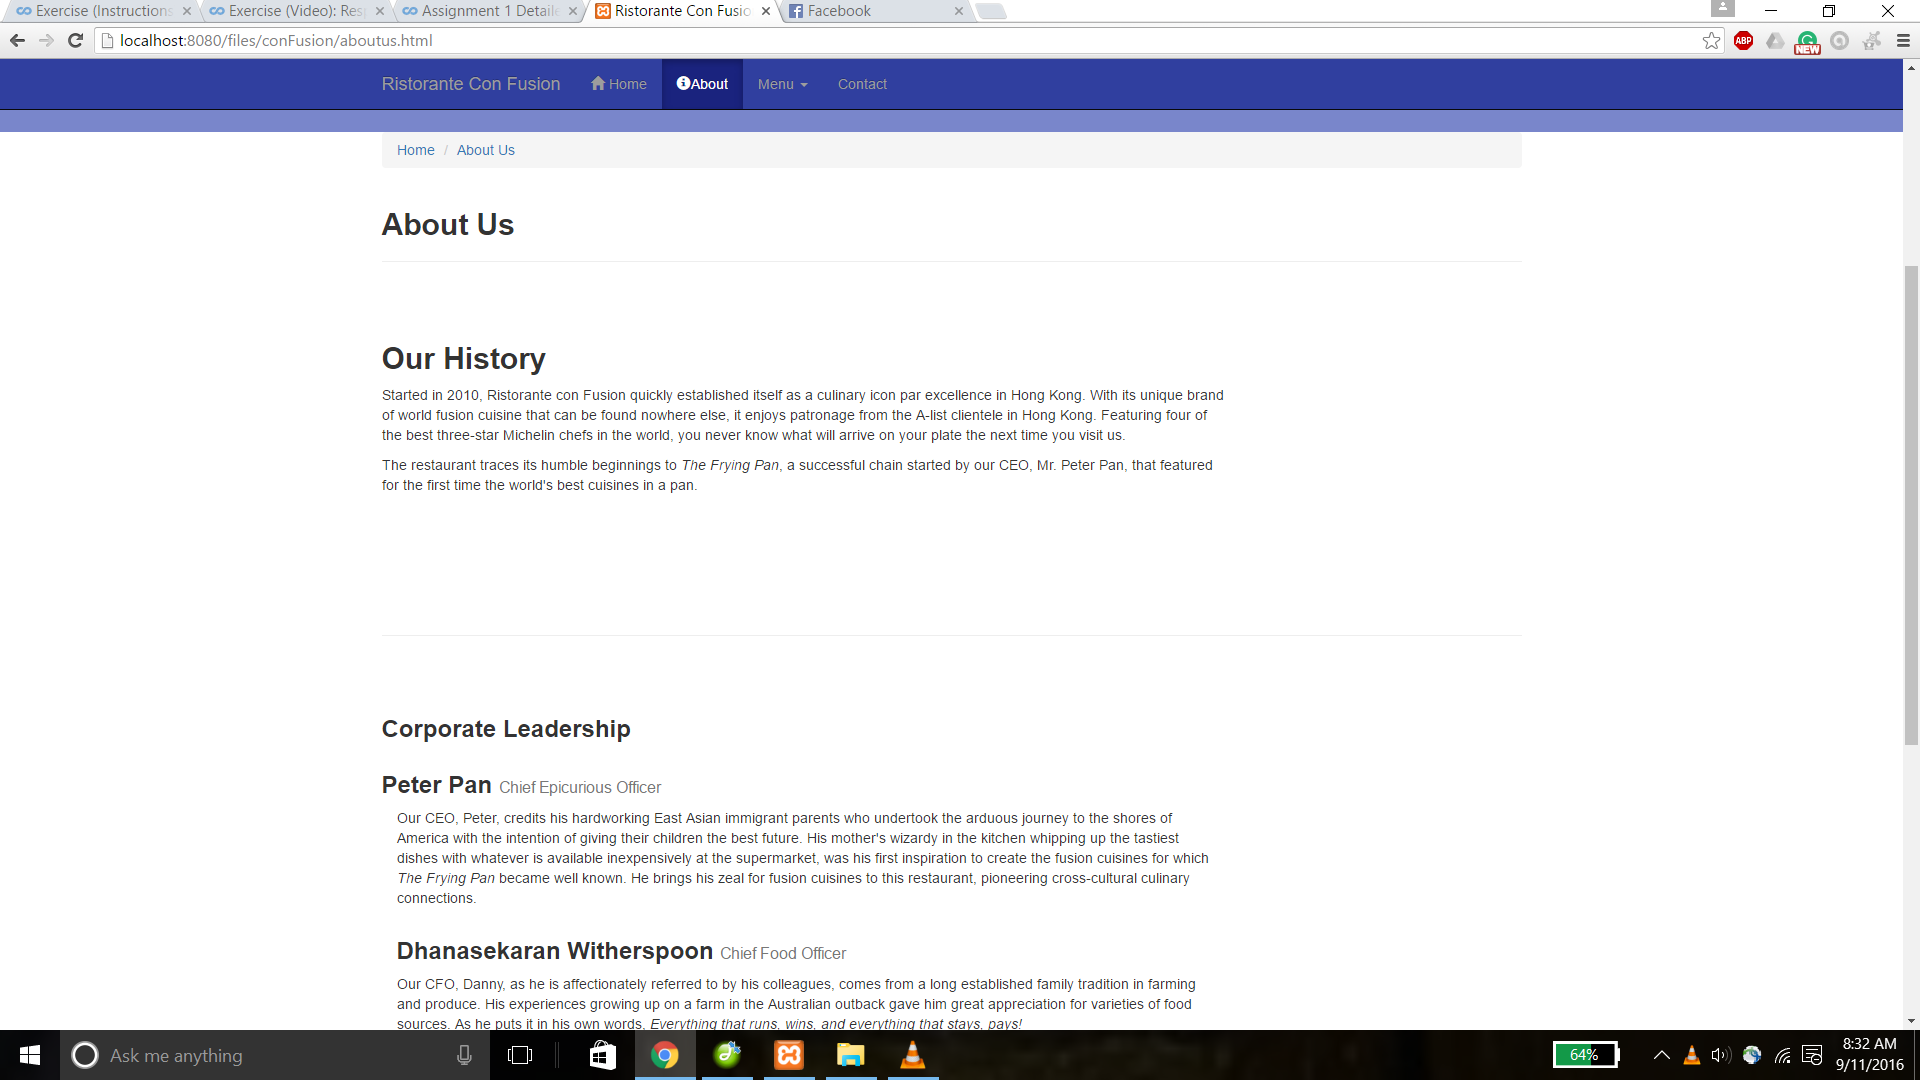 Exercise (Instructions
Exercise (Video): Res
Assignment 1 Detaile
Ristorante Con Fusio
Facebook
localhost:8080/files/conFusion/aboutus.html
ABP
NEW
Ristorante Con Fusion
Home
About
Menu
Contact
Home / About Us
About Us
Our History
Started in 2010, Ristorante con Fusion quickly established itself as a culinary icon par excellence in Hong Kong. With its unique brand
of world fusion cuisine that can be found nowhere else, it enjoys patronage from the A-list clientele in Hong Kong. Featuring four of
the best three-star Michelin chefs in the world, you never know what will arrive on your plate the next time you visit us.
The restaurant traces its humble beginnings to The Frying Pan, a successful chain started by our CEO, Mr. Peter Pan, that featured
for the first time the world's best cuisines in a pan.
Corporate Leadership
Peter Pan Chief Epicurious Officer
Our CEO, Peter, credits his hardworking East Asian immigrant parents who undertook the arduous journey to the shores of
America with the intention of giving their children the best future. His mother's wizardy in the kitchen whipping up the tastiest
dishes with whatever is available inexpensively at the supermarket, was his first inspiration to create the fusion cuisines for which
The Frying Pan became well known. He brings his zeal for fusion cuisines to this restaurant, pioneering cross-cultural culinary
connections.
Dhanasekaran Witherspoon Chief Food Officer
Our CFO, Danny, as he is affectionately referred to by his colleagues, comes from a long established family tradition in farming
and produce. His experiences growing up on a farm in the Australian outback gave him great appreciation for varieties of food
sources. As he puts it in his own words, Everything that runs, wins, and everything that stays, pays!
Ask me anything
64%
8:32 AM
9/11/2016